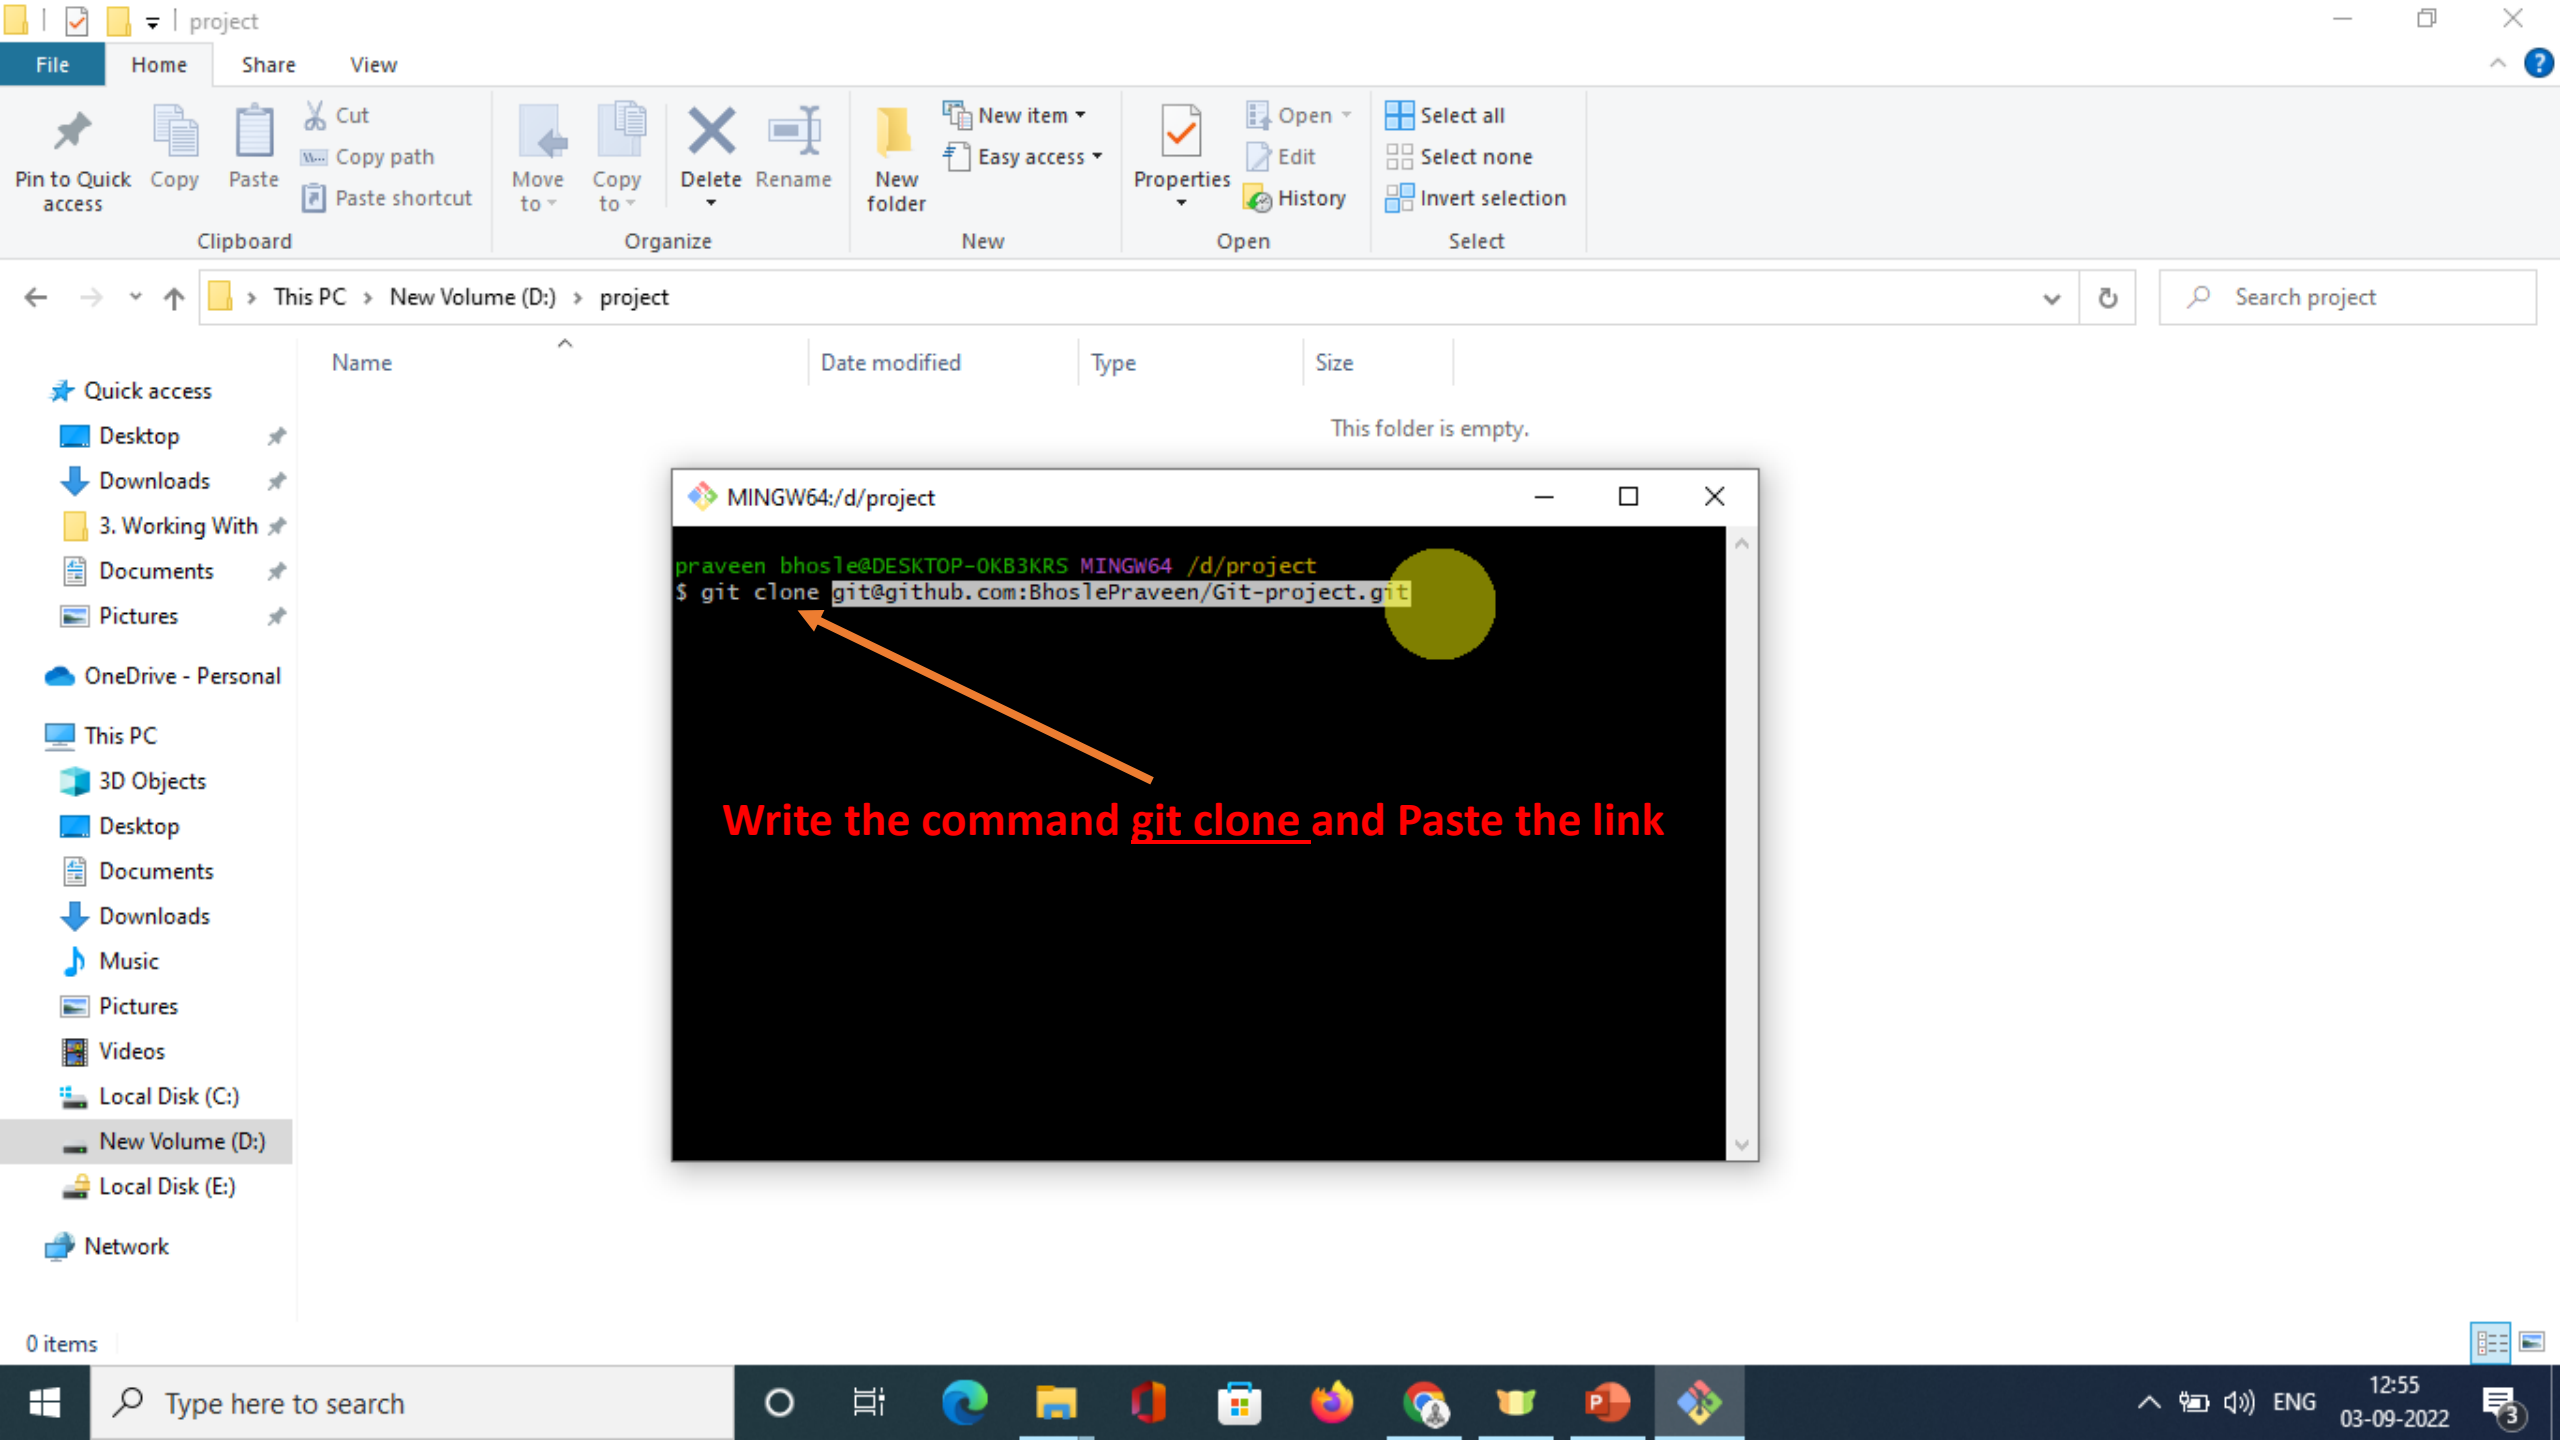 project
File Home Share View
Pin to Quick access
Copy
Paste
Cut
Copy path
Paste shortcut
Clipboard
Move to
Copy to
Delete
Rename
Organize
New folder
New item
Easy access
New
Properties
Open
Edit
History
Open
Select all
Select none
Invert selection
Select
This PC > New Volume (D:) > project
Search project
Name Date modified Type Size
This folder is empty.
Quick access
Desktop
Downloads
3. Working With
Documents
Pictures
OneDrive - Personal
This PC
3D Objects
Desktop
Documents
Downloads
Music
Pictures
Videos
Local Disk (C:)
New Volume (D:)
Local Disk (E:)
Network
MINGW64:/d/project
praveen bhosle@DESKTOP-OKB3KRS MINGW64 /d/project
$ git clone git@github.com:BhoslePraveen/Git-project.git
Write the command git clone and Paste the link
0 items
Type here to search
ENG
12:55
03-09-2022
3